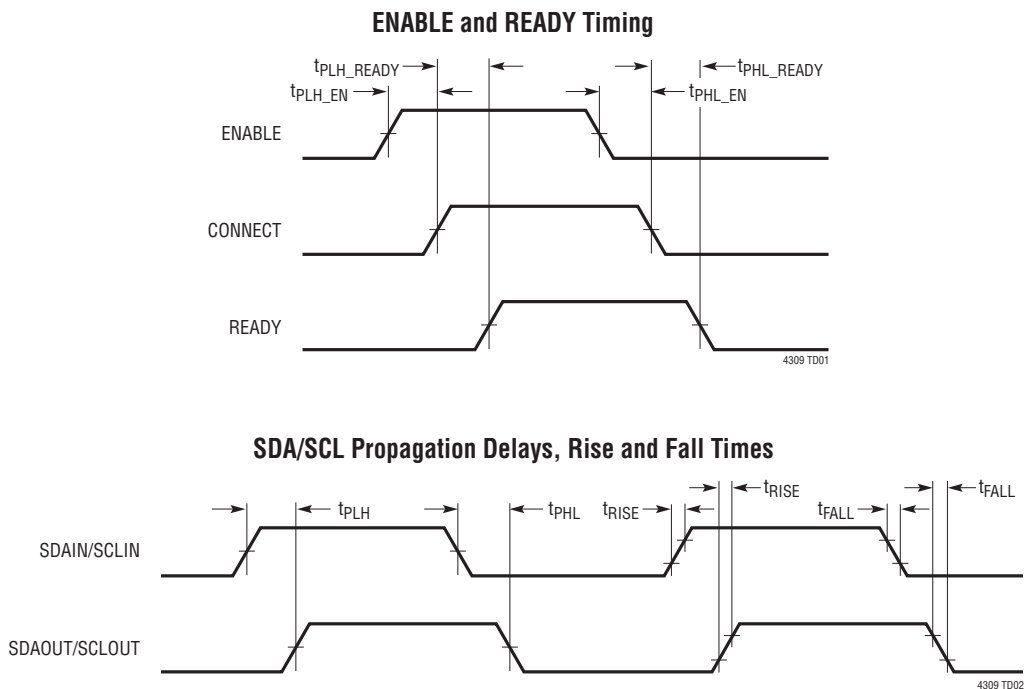 ENABLE and READY Timing
tPLH_READY tPHL_READY
tPLH_EN tPHL_EN
ENABLE
CONNECT
READY
4309 TD01
SDA/SCL Propagation Delays, Rise and Fall Times
tRISE tFALL
tPLH tPHL tRISE tFALL
SDAIN/SCLIN
SDAOUT/SCLOUT
4309 TD02